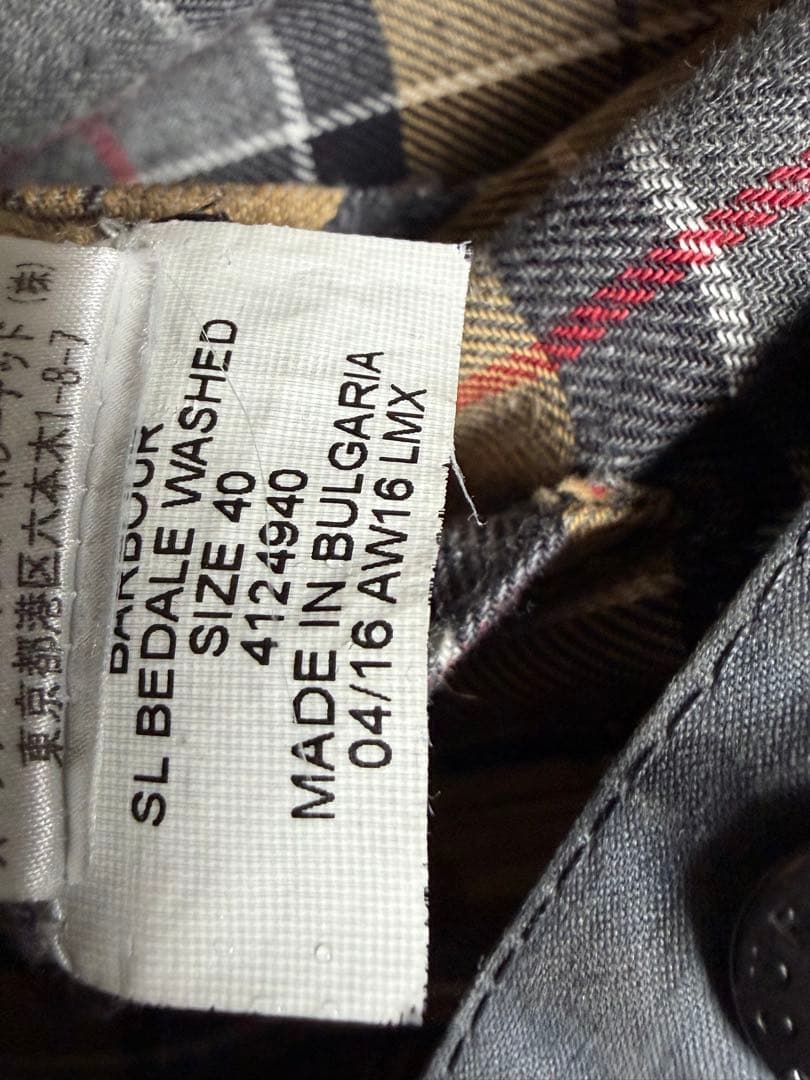 BARBOUR
SL BEDALE WASHED
SIZE 40
4124940
MADE IN BULGARIA
04/16 AW16 LMX
(株)
東京都港区六本木1-8-7